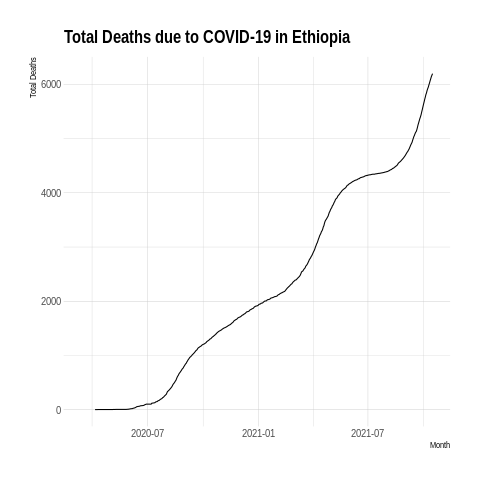 Total Deaths due to COVID-19 in Ethiopia
Total Deaths
6000
4000
2000
0
2020-07 2021-01 2021-07
Month